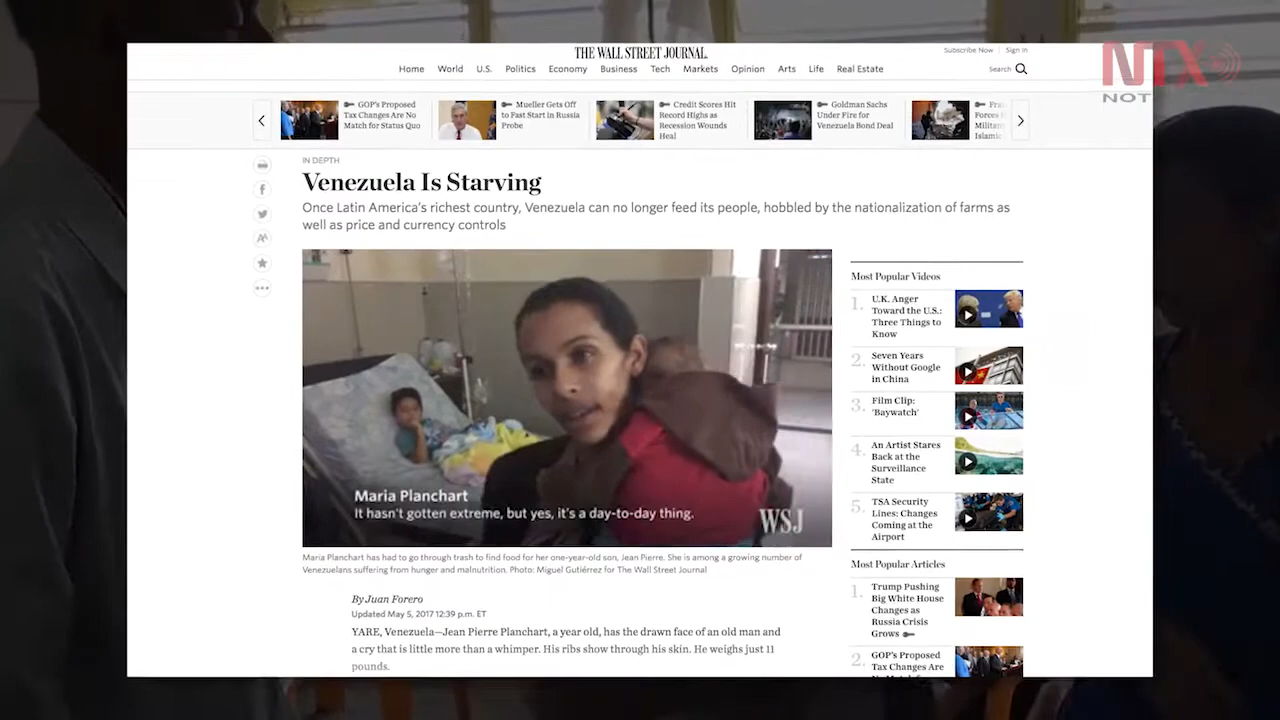 THE WALL STREET JOURNAL.
Subscribe Now | Sign In
Home World U.S. Politics Economy Business Tech Markets Opinion Arts Life Real Estate
Search
NTX
NOT
GOP's Proposed
Tax Changes Are No
Match for Status Quo
Mueller Gets Off
to Fast Start in Russia
Probe
Credit Scores Hit
Record Highs as
Recession Wounds
Heal
Goldman Sachs
Under Fire for
Venezuela Bond Deal
Forces
Islamic
IN DEPTH
Venezuela Is Starving
Once Latin America's richest country, Venezuela can no longer feed its people, hobbled by the nationalization of farms as
well as price and currency controls
Maria Planchart
It hasn't gotten extreme, but yes, it's a day-to-day thing.
WSJ
Maria Planchart has had to go through trash to find food for her one-year-old son, Jean Pierre. She is among a growing number of
Venezuelans suffering from hunger and malnutrition. Photo: Miguel Gutiérrez for The Wall Street Journal
By Juan Forero
Updated May 5, 2017 12:39 p.m. ET
YARE, Venezuela—Jean Pierre Planchart, a year old, has the drawn face of an old man and
a cry that is little more than a whimper. His ribs show through his skin. He weighs just 11
pounds.
Most Popular Videos
1. U.K. Anger
Toward the U.S.:
Three Things to
Know
2. Seven Years
Without Google
in China
3. Film Clip:
'Baywatch'
4. An Artist Stares
Back at the
Surveillance
State
5. TSA Security
Lines: Changes
Coming at the
Airport
Most Popular Articles
1. Trump Pushing
Big White House
Changes as
Russia Crisis
Grows
2. GOP's Proposed
Tax Changes Are